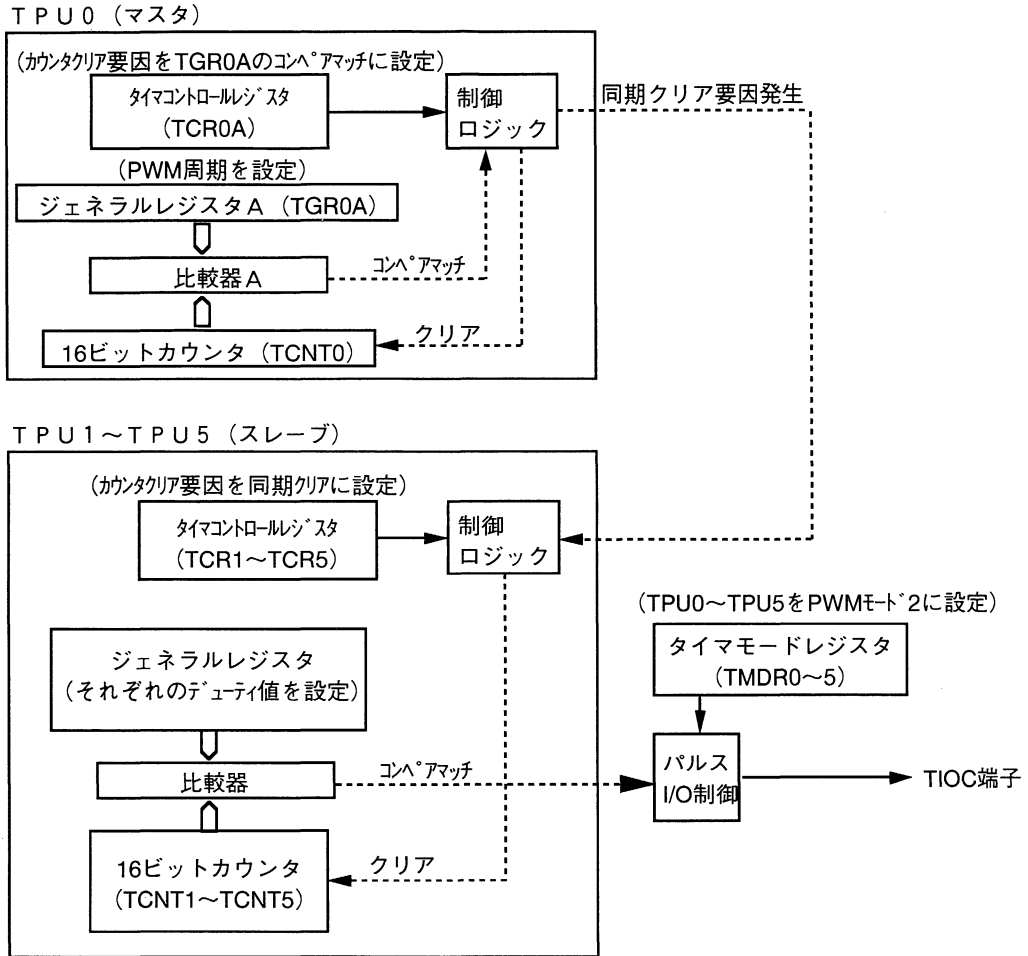 TPU0（マスタ）
（ｶｳﾝﾀｸﾘｱ要因をTGR0Aのｺﾝﾍﾟｱﾏｯﾁに設定）
ﾀｲﾏｺﾝﾄﾛｰﾙﾚｼﾞｽﾀ
（TCR0A）
制御
ロジック
同期クリア要因発生
（PWM周期を設定）
ジェネラルレジスタA（TGR0A）
比較器A
ｺﾝﾍﾟｱﾏｯﾁ
クリア
16ビットカウンタ（TCNT0）
TPU1～TPU5（スレーブ）
（ｶｳﾝﾀｸﾘｱ要因を同期ｸﾘｱに設定）
ﾀｲﾏｺﾝﾄﾛｰﾙﾚｼﾞｽﾀ
（TCR1～TCR5）
制御
ロジック
（TPU0～TPU5をPWMﾓｰﾄﾞ2に設定）
タイマモードレジスタ
（TMDR0～5）
ジェネラルレジスタ
（それぞれのﾃﾞｭｰﾃｨ値を設定）
比較器
ｺﾝﾍﾟｱﾏｯﾁ
パルス
I/O制御
TIOC端子
クリア
16ビットカウンタ
（TCNT1～TCNT5）